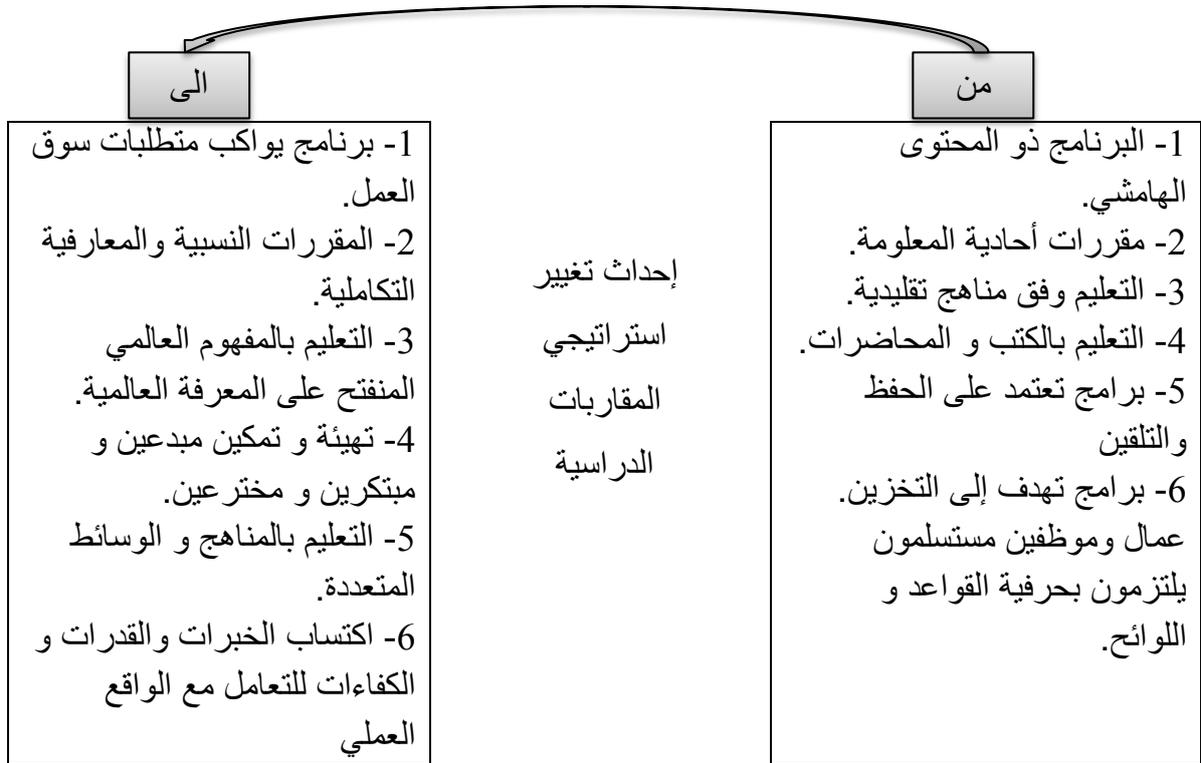 من
1- البرنامج ذو المحتوى
الهامشي.
2- مقررات أحادية المعلومة.
3- التعليم وفق مناهج تقليدية.
4- التعليم بالكتب و المحاضرات.
5- برامج تعتمد على الحفظ
والتلقين
6- برامج تهدف إلى التخزين.
عمال وموظفين مستسلمون
يلتزمون بحرفية القواعد و
اللوائح.
إحداث تغيير
استراتيجي
المقاربات
الدراسية
الى
1- برنامج يواكب متطلبات سوق
العمل.
2- المقررات النسبية والمعارفية
التكاملية.
3- التعليم بالمفهوم العالمي
المنفتح على المعرفة العالمية.
4- تهيئة و تمكين مبدعين و
مبتكرين و مخترعين.
5- التعليم بالمناهج و الوسائط
المتعددة.
6- اكتساب الخبرات والقدرات و
الكفاءات للتعامل مع الواقع
العملي